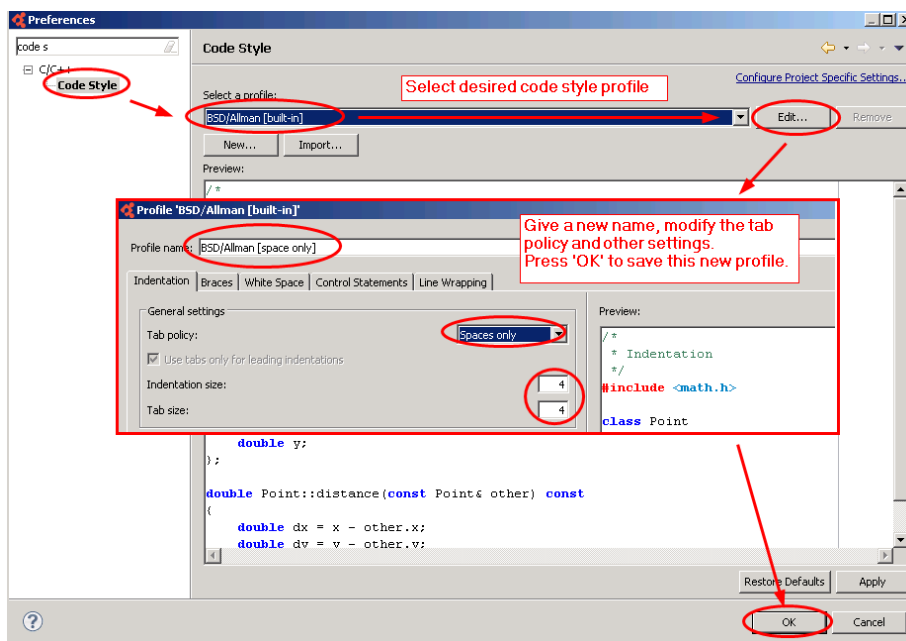 Preferences
code s
Code Style
C/C++
Code Style
Configure Project Specific Settings...
Select a profile:
Select desired code style profile
BSD/Allman [built-in]
Edit...
Remove
New...
Import...
Preview:
/*
Profile 'BSD/Allman [built-in]'
Give a new name, modify the tab
policy and other settings.
Press 'OK' to save this new profile.
Profile name:
BSD/Allman [space only]
Indentation
Braces
White Space
Control Statements
Line Wrapping
General settings
Tab policy:
Spaces only
Use tabs only for leading indentations
Indentation size:
4
Tab size:
4
Preview:
/*
* Indentation
*/
#include <math.h>
class Point
double y;
};
double Point::distance(const Point& other) const
{
double dx = x - other.x;
double dy = y - other.y;
Restore Defaults
Apply
?
OK
Cancel